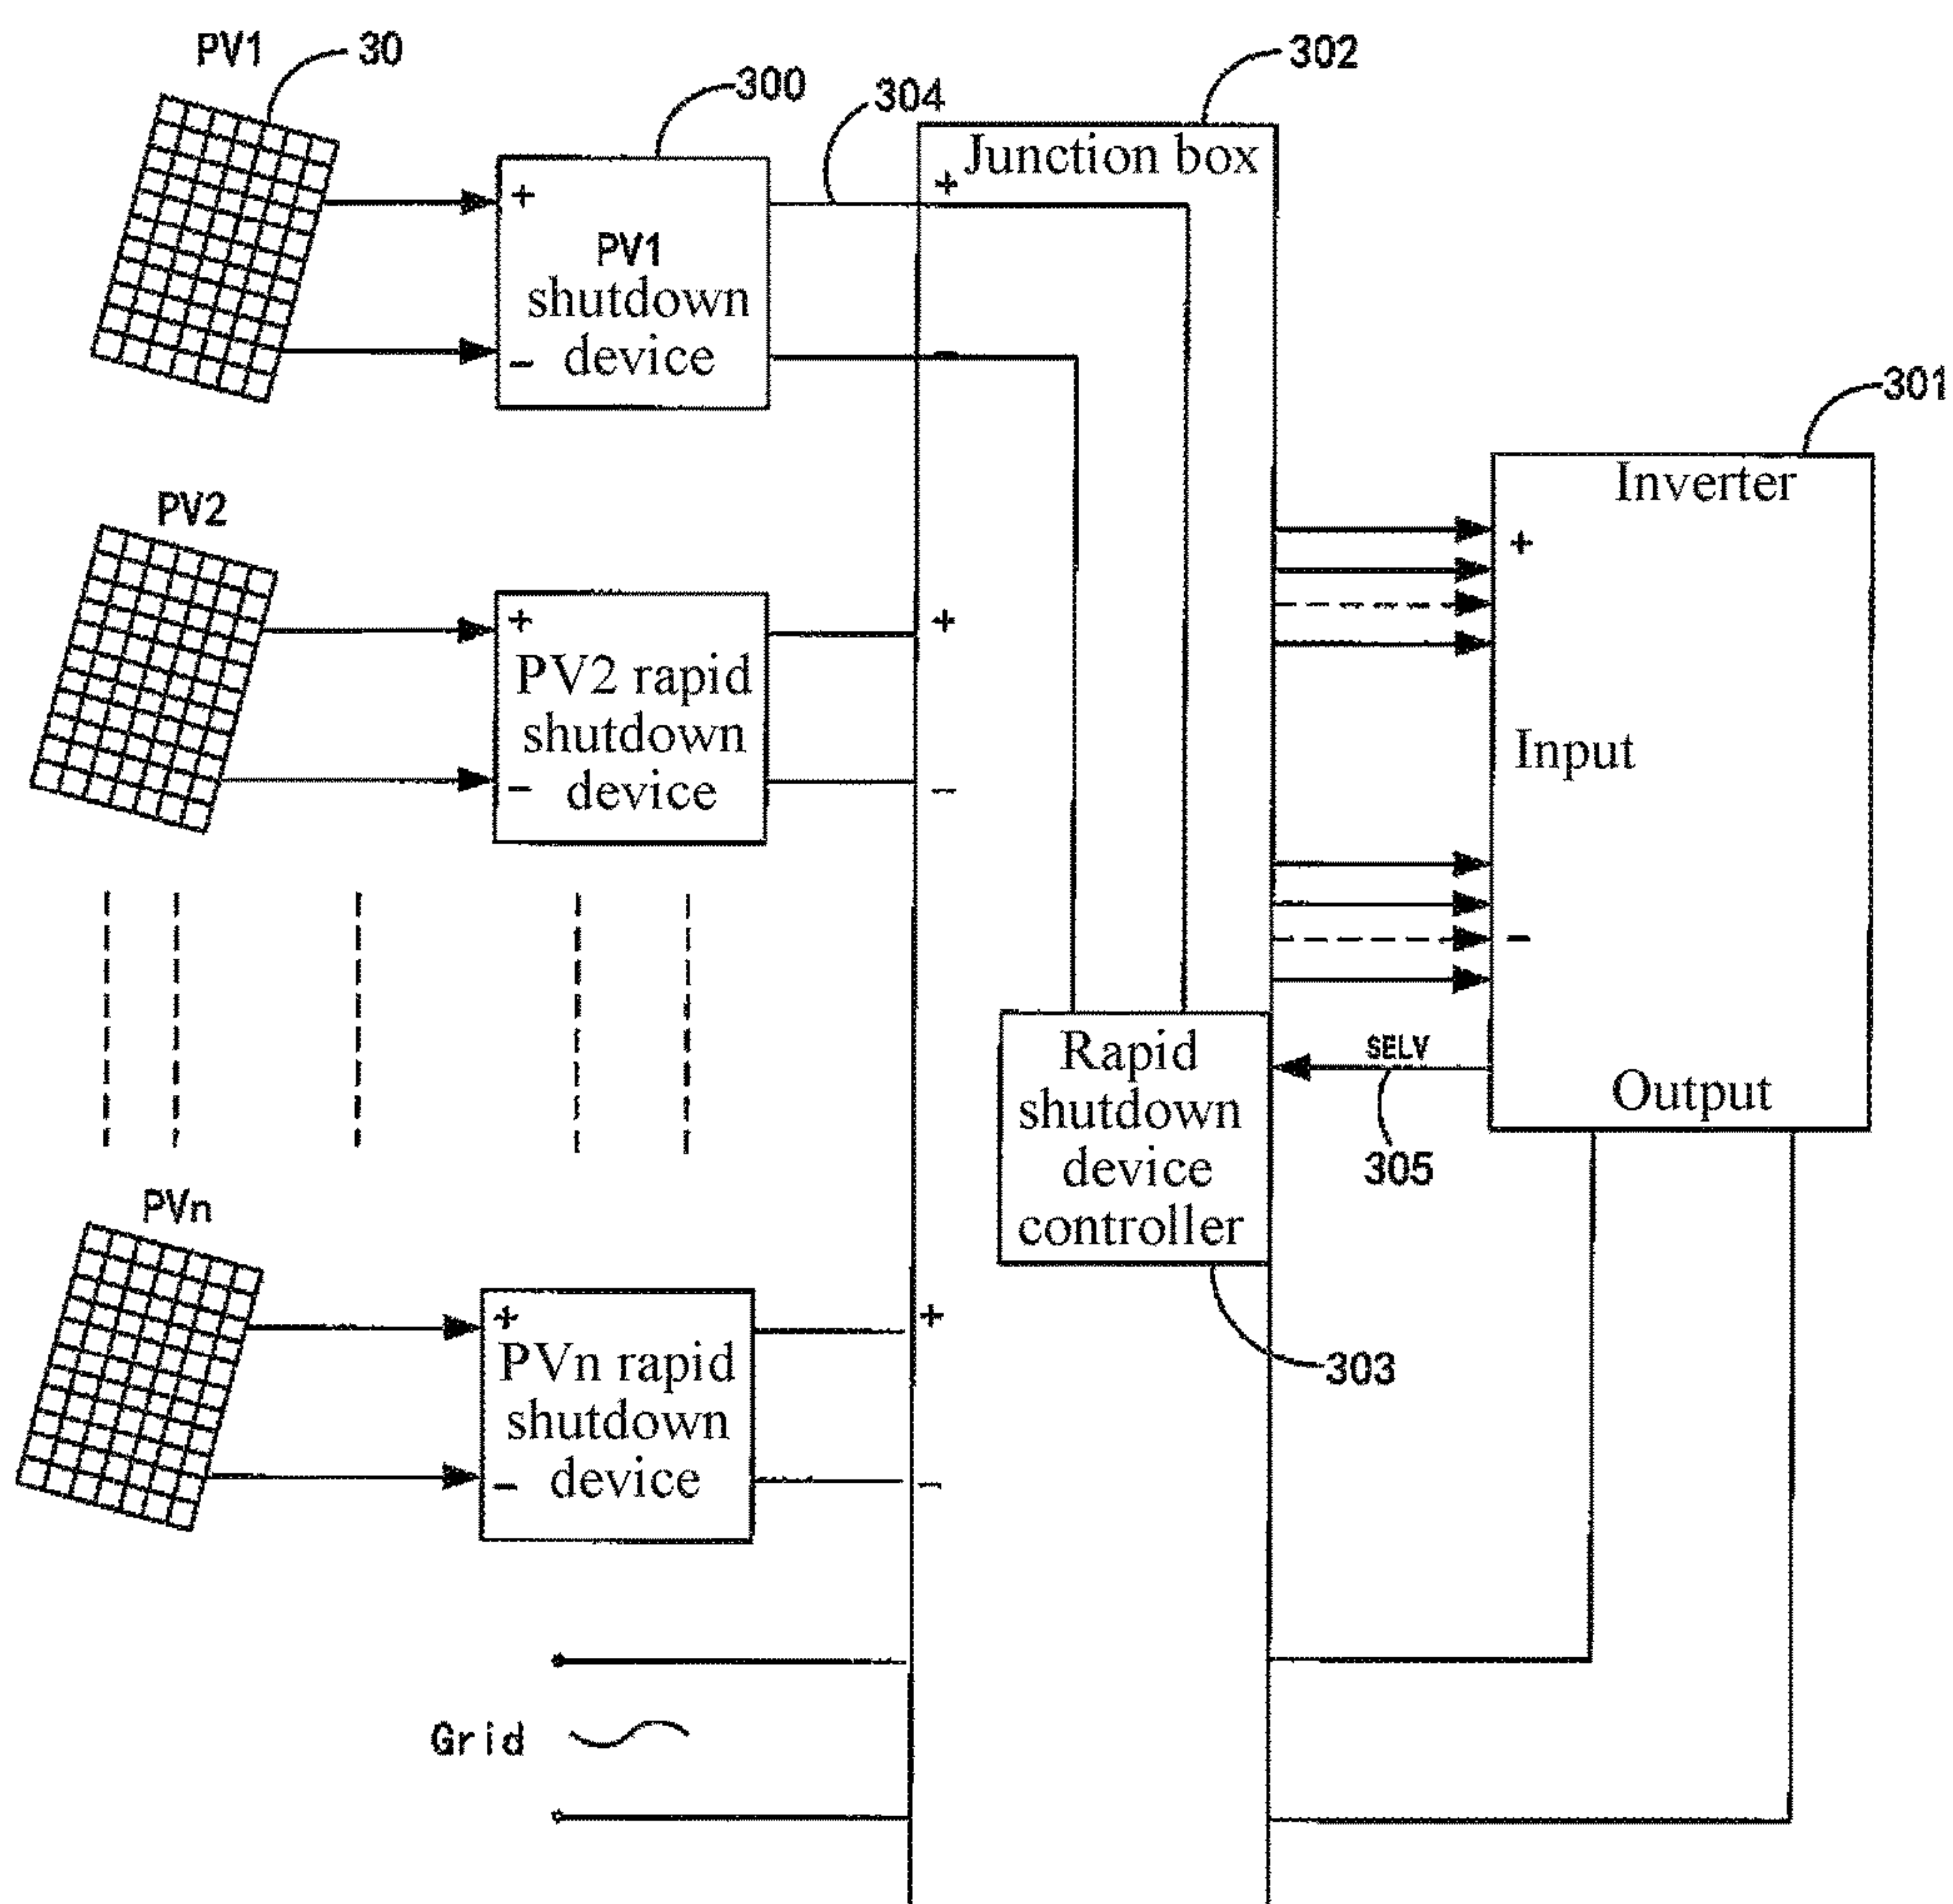 PV1
30
300
304
302
Junction box
+
+
PV1
shutdown
device
-
-
301
Inverter
+
Input
-
Output
PV2
+
PV2 rapid
shutdown
device
-
+
-
SELV
305
Rapid
shutdown
device
controller
303
PVn
+
PVn rapid
shutdown
device
-
+
-
Grid